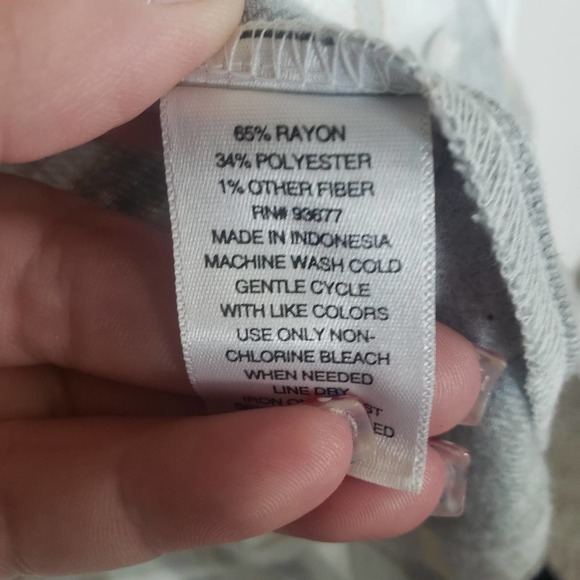 65% RAYON
34% POLYESTER
1% OTHER FIBER
RN# 93677
MADE IN INDONESIA
MACHINE WASH COLD
GENTLE CYCLE
WITH LIKE COLORS
USE ONLY NON-
CHLORINE BLEACH
WHEN NEEDED
LINE DRY
IRON